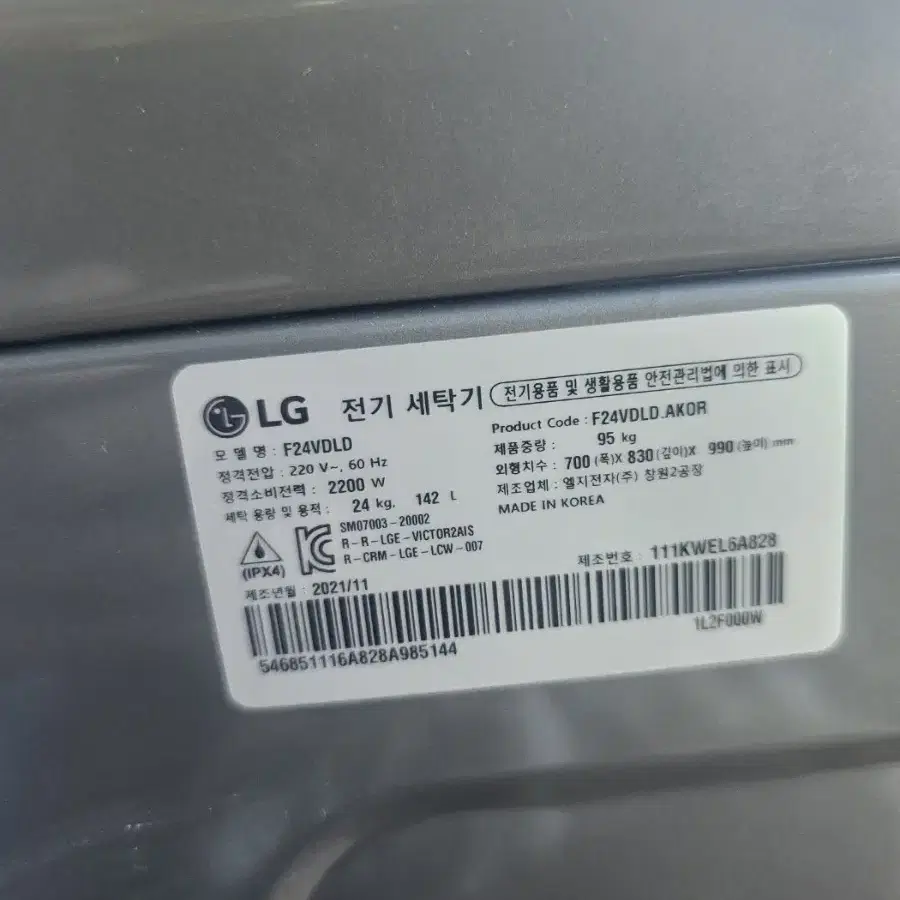 LG 전기 세탁기 전기용품 및 생활용품 안전관리법에 의한 표시
모델명 : F24VDLD
정격전압 : 220 V~, 60 Hz
정격소비전력 : 2200 W
세탁 용량 및 용적 : 24 kg, 142 L
Product Code : F24VDLD.AKOR
제품중량 : 95 kg
외형치수 : 700 (폭)X 830 (깊이)X 990 (높이) mm
제조업체 : 엘지전자(주) 창원2공장
MADE IN KOREA
(IPX4)
SM07003-20002
R-R-LGE-VICTOR2AIS
R-CRM-LGE-LCW-007
제조년월 : 2021/11
제조번호 : 111KWEL6A828
546851116A828A985144
1L2F000W